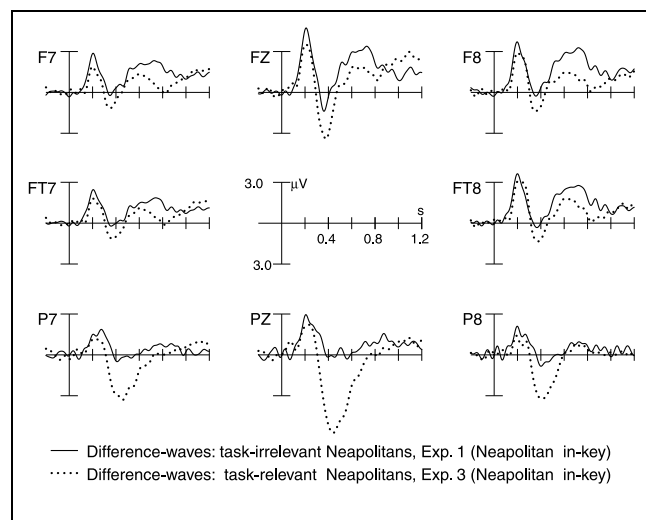 F7
FZ
F8
FT7
3.0
μV
s
FT8
0.4
0.8
1.2
3.0
P7
PZ
P8
Difference-waves: task-irrelevant Neapolitans, Exp. 1 (Neapolitan in-key)
Difference-waves: task-relevant Neapolitans, Exp. 3 (Neapolitan in-key)